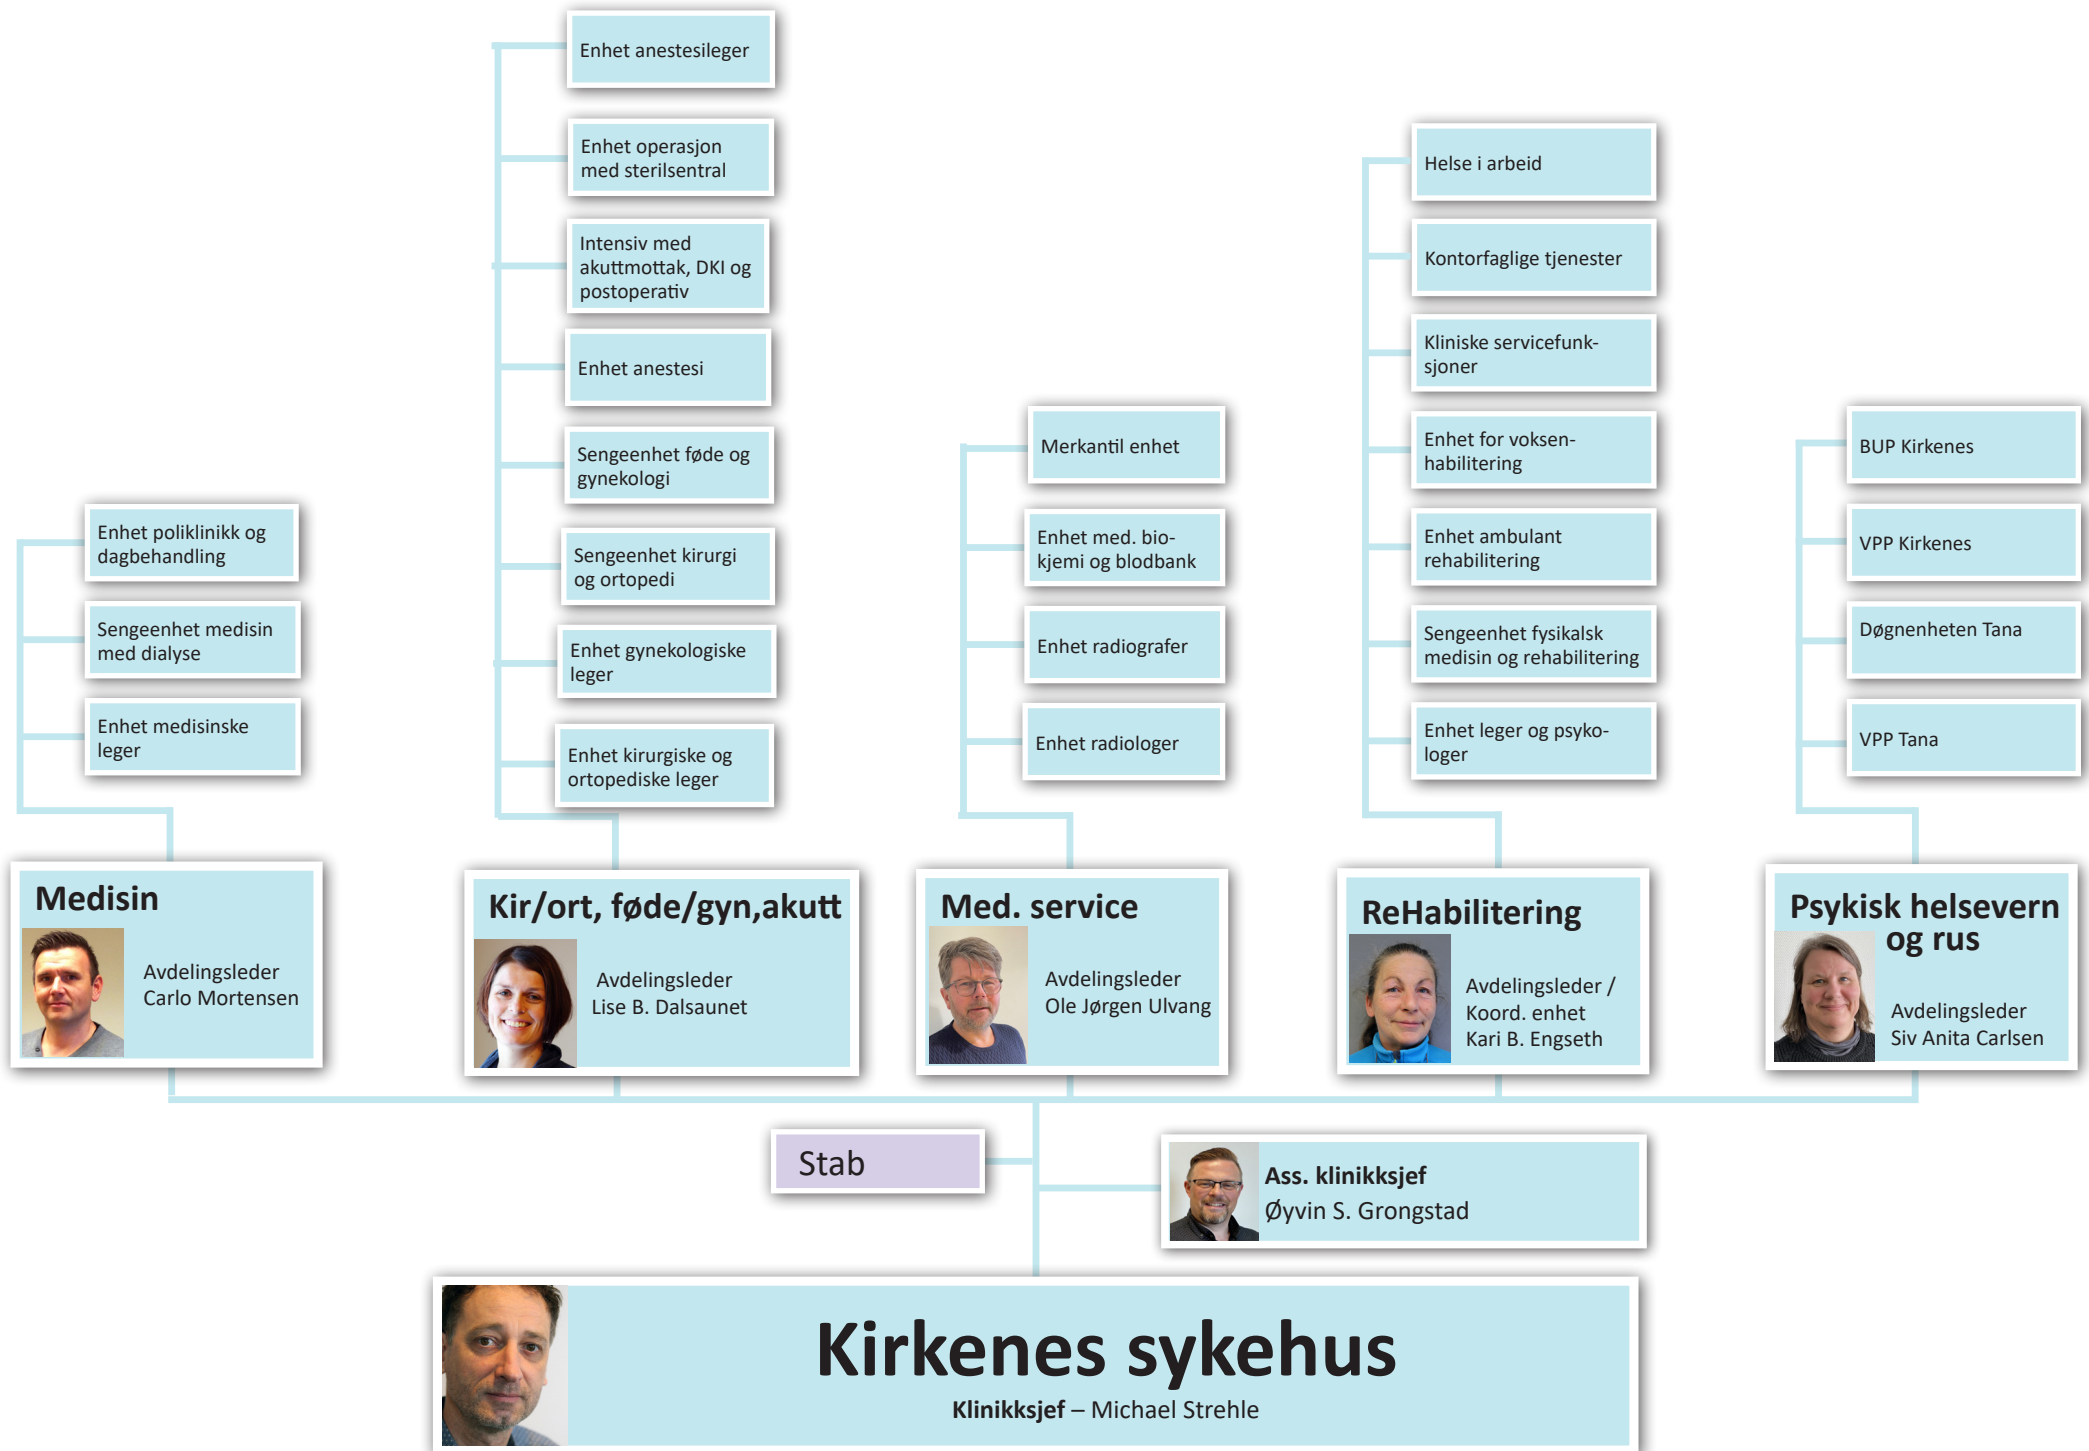 Enhet anestesileger
Enhet operasjon
med sterilsentral
Intensiv med
akuttmottak, DKI og
postoperativ
Enhet anestesi
Sengeenhet føde og
gynekologi
Sengeenhet kirurgi
og ortopedi
Enhet gynekologiske
leger
Enhet kirurgiske og
ortopediske leger
Helse i arbeid
Kontorfaglige tjenester
Kliniske servicefunk-
sjoner
Enhet for voksen-
habilitering
Enhet ambulant
rehabilitering
Sengeenhet fysikalsk
medisin og rehabilitering
Enhet leger og psyko-
loger
Merkantil enhet
Enhet med. bio-
kjemi og blodbank
Enhet radiografer
Enhet radiologer
BUP Kirkenes
VPP Kirkenes
Døgnenheten Tana
VPP Tana
Enhet poliklinikk og
dagbehandling
Sengeenhet medisin
med dialyse
Enhet medisinske
leger
Medisin
Avdelingsleder
Carlo Mortensen
Kir/ort, føde/gyn,akutt
Avdelingsleder
Lise B. Dalsaunet
Med. service
Avdelingsleder
Ole Jørgen Ulvang
ReHabilitering
Avdelingsleder /
Koord. enhet
Kari B. Engseth
Psykisk helsevern
og rus
Avdelingsleder
Siv Anita Carlsen
Stab
Ass. klinikksjef
Øyvin S. Grongstad
Kirkenes sykehus
Klinikksjef – Michael Strehle